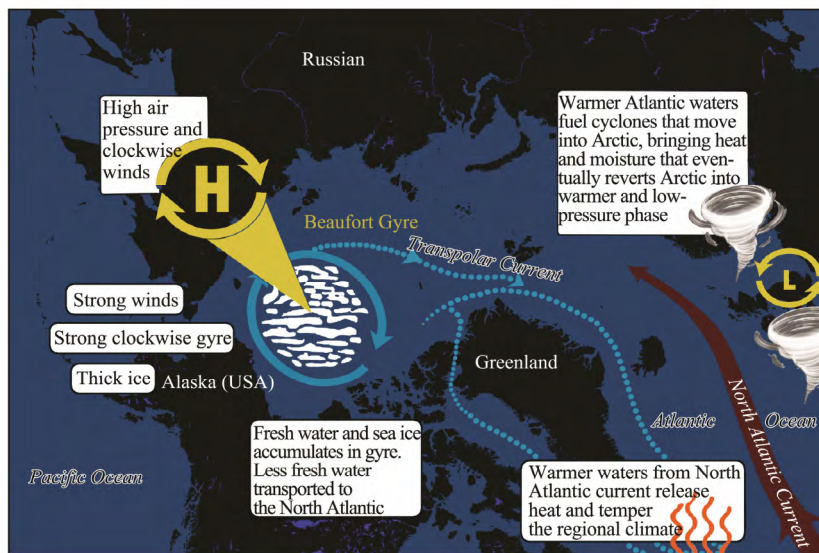 Russian
High air
pressure and
clockwise
winds
H
Warmer Atlantic waters
fuel cyclones that move
into Arctic, bringing heat
and moisture that even-
tually reverts Arctic into
warmer and low-
pressure phase
L
Beaufort Gyre
Transpolar Current
Strong winds
Strong clockwise gyre
Thick ice
Alaska (USA)
Greenland
Pacific Ocean
Fresh water and sea ice
accumulates in gyre.
Less fresh water
transported to
the North Atlantic
Atlantic Ocean
North Atlantic Current
Warmer waters from North
Atlantic current release
heat and temper
the regional climate